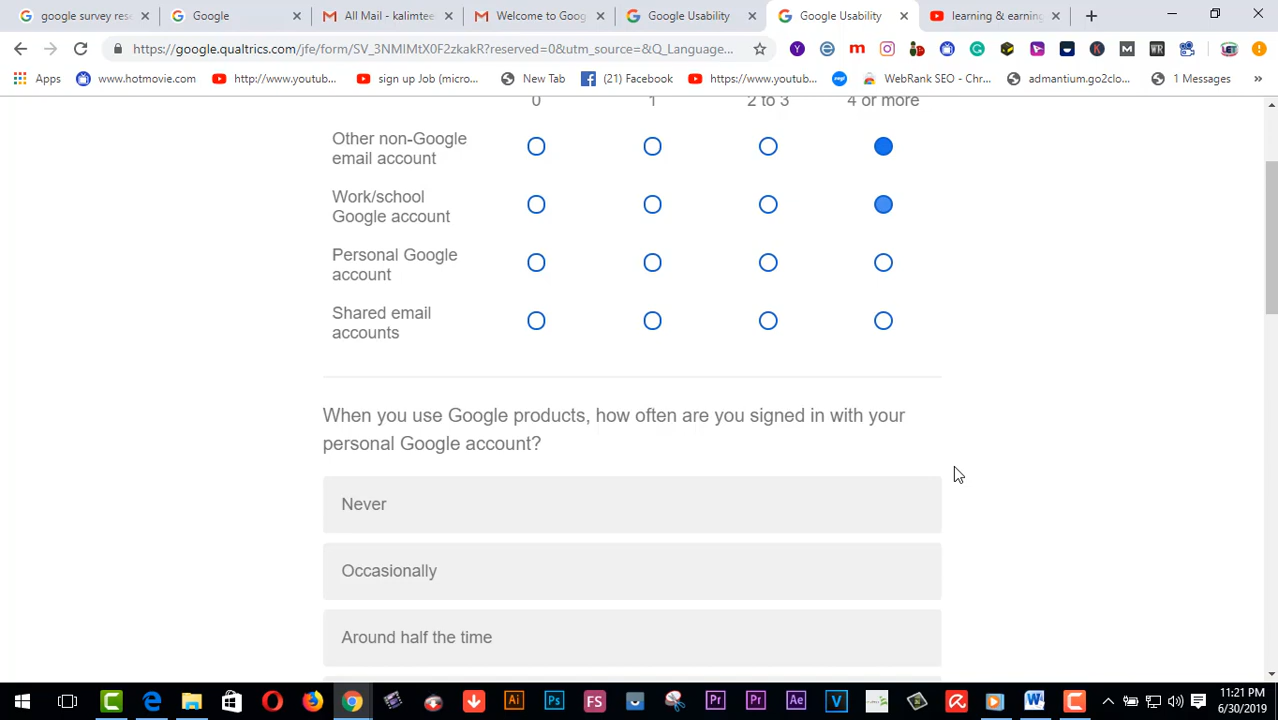 google survey res
Google
All Mail - kalimtee
Welcome to Goog
Google Usability
Google Usability
learning & earning
https://google.qualtrics.com/jfe/form/SV_3NMIMtX0F2zkakR?reserved=0&utm_source=&Q_Language...
Apps
www.hotmovie.com
http://www.youtub...
sign up Job (micro...
New Tab
(21) Facebook
https://www.youtub...
WebRank SEO - Chr...
admantium.go2clo...
1 Messages
0 1 2 to 3 4 or more
Other non-Google
email account
Work/school
Google account
Personal Google
account
Shared email
accounts
When you use Google products, how often are you signed in with your
personal Google account?
Never
Occasionally
Around half the time
11:21 PM
6/30/2019